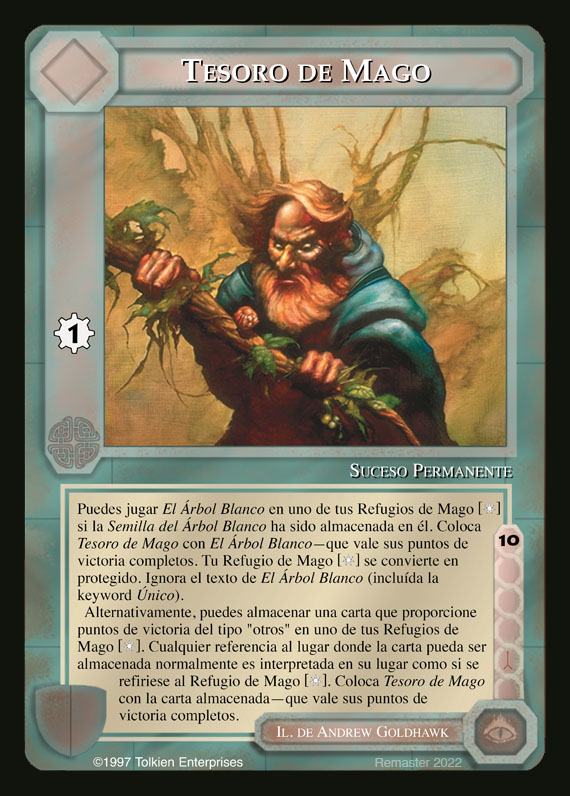 Tesoro de Mago
1
Suceso Permanente
Puedes jugar El Árbol Blanco en uno de tus Refugios de Mago [ ]
si la Semilla del Árbol Blanco ha sido almacenada en él. Coloca
Tesoro de Mago con El Árbol Blanco—que vale sus puntos de
victoria completos. Tu Refugio de Mago [ ] se convierte en
protegido. Ignora el texto de El Árbol Blanco (incluída la
keyword Único).
Alternativamente, puedes almacenar una carta que proporcione
puntos de victoria del tipo "otros" en uno de tus Refugios de
Mago [ ]. Cualquier referencia al lugar donde la carta pueda ser
almacenada normalmente es interpretada en su lugar como si se
refiriese al Refugio de Mago [ ]. Coloca Tesoro de Mago
con la carta almacenada—que vale sus puntos de
victoria completos.
10
Il. de Andrew Goldhawk
©1997 Tolkien Enterprises
Remaster 2022